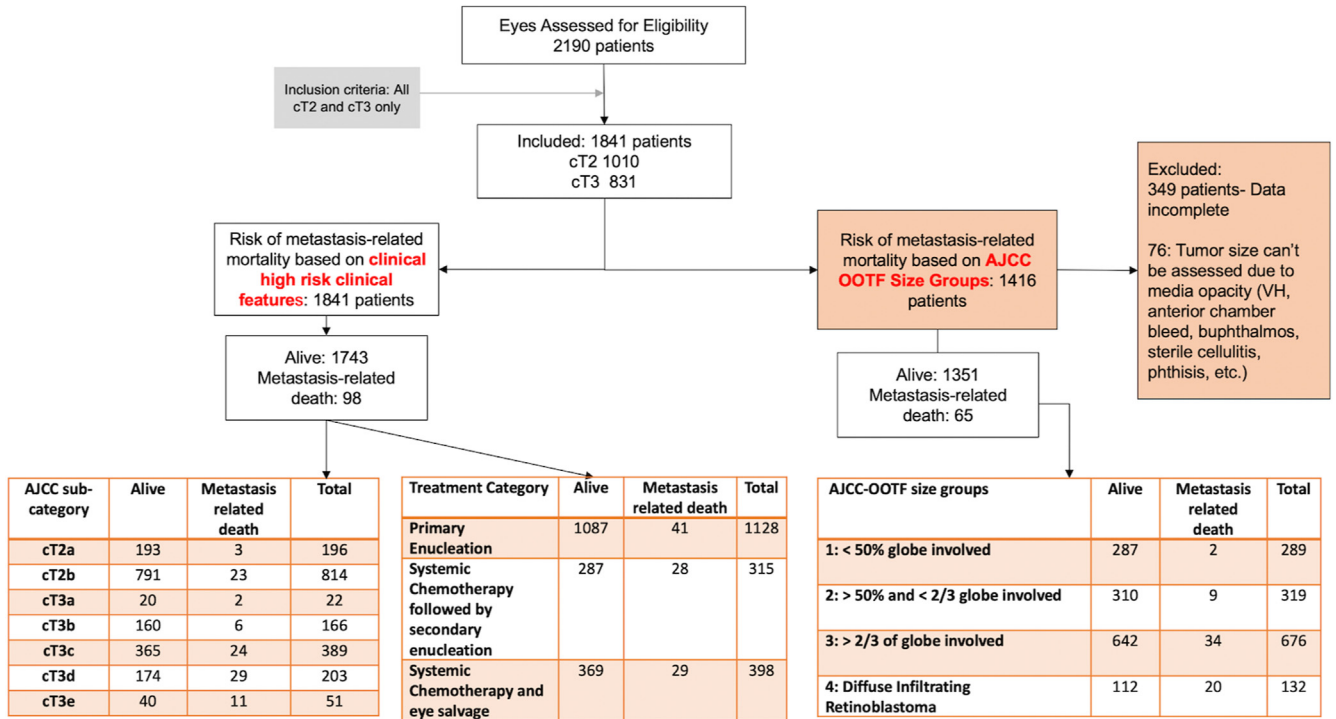 Eyes Assessed for Eligibility
2190 patients
Inclusion criteria: All
cT2 and cT3 only
Included: 1841 patients
cT2 1010
cT3 831
Risk of metastasis-related
mortality based on clinical
high risk clinical
features: 1841 patients
Risk of metastasis-related
mortality based on AJCC
OOTF Size Groups: 1416
patients
Excluded:
349 patients- Data
incomplete
76: Tumor size can't
be assessed due to
media opacity (VH,
anterior chamber
bleed, buphthalmos,
sterile cellulitis,
phthisis, etc.)
Alive: 1743
Metastasis-related
death: 98
Alive: 1351
Metastasis-related
death: 65
AJCC sub-
category
Alive
Metastasis
related
death
Total
cT2a 193 3 196
cT2b 791 23 814
cT3a 20 2 22
cT3b 160 6 166
cT3c 365 24 389
cT3d 174 29 203
cT3e 40 11 51
Treatment Category
Alive
Metastasis
related death
Total
Primary 1087 41 1128
Enucleation
Systemic 287 28 315
Chemotherapy
followed by
secondary
enucleation
Systemic 369 29 398
Chemotherapy and
eye salvage
AJCC-OOTF size groups
Alive
Metastasis
related
death
Total
1: < 50% globe involved 287 2 289
2: > 50% and < 2/3 globe involved 310 9 319
3: > 2/3 of globe involved 642 34 676
4: Diffuse Infiltrating 112 20 132
Retinoblastoma